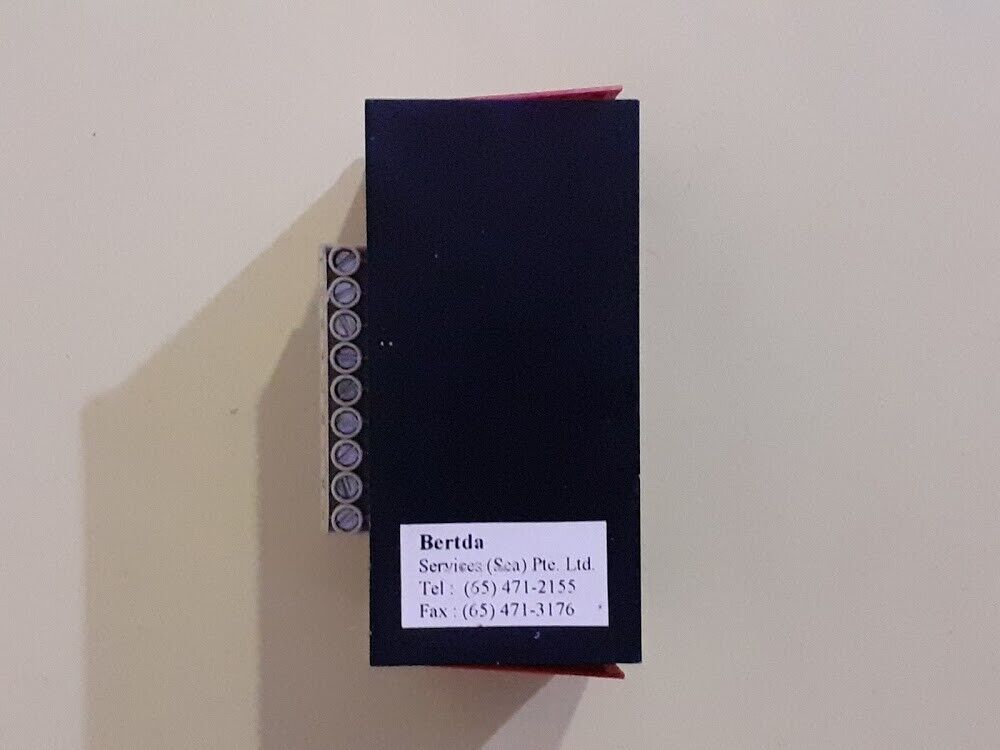 Bertda
Services (Sea) Pte. Ltd.
Tel : (65) 471-2155
Fax : (65) 471-3176